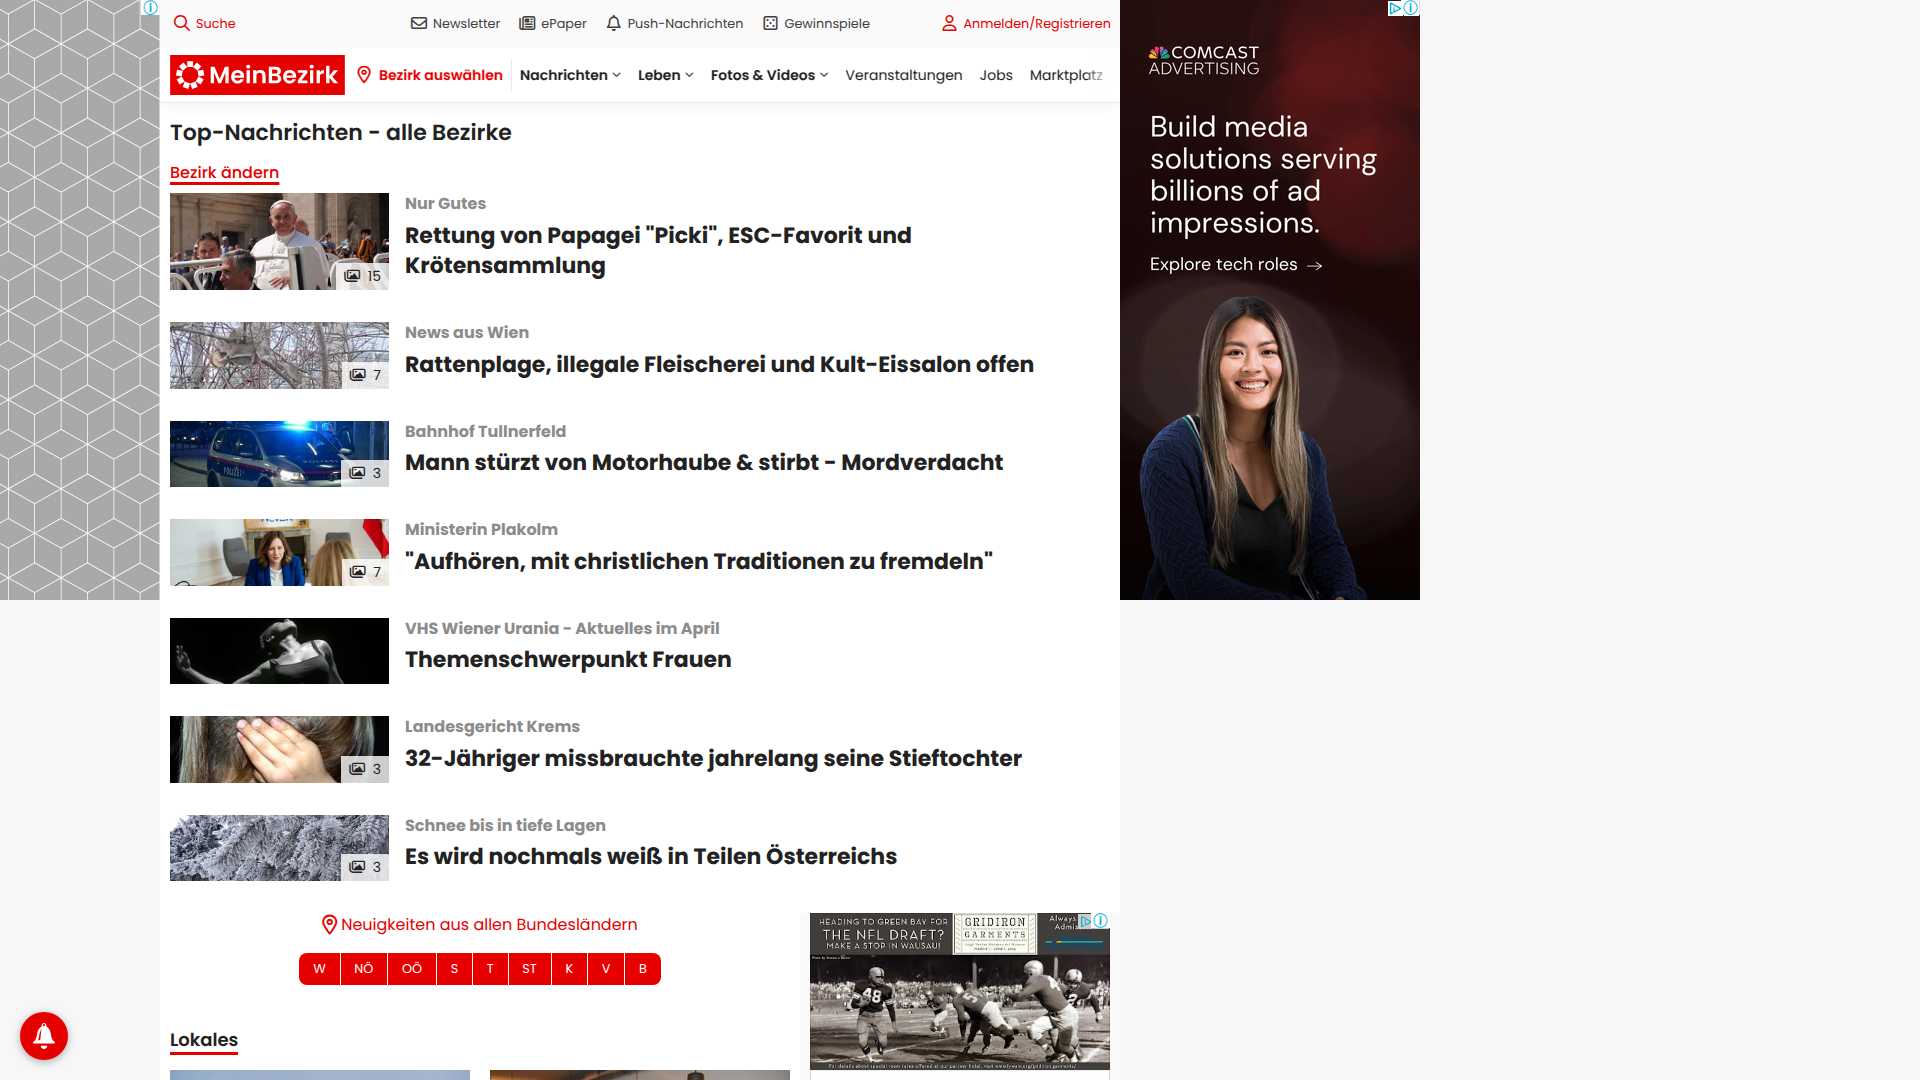 Suche
Newsletter
ePaper
Push-Nachrichten
Gewinnspiele
Anmelden/Registrieren
MeinBezirk
Bezirk auswählen
Nachrichten
Leben
Fotos & Videos
Veranstaltungen
Jobs
Marktplatz
Top-Nachrichten - alle Bezirke
Bezirk ändern
15
Nur Gutes
Rettung von Papagei "Picki", ESC-Favorit und
Krötensammlung
7
News aus Wien
Rattenplage, illegale Fleischerei und Kult-Eissalon offen
POLIZEI
3
Bahnhof Tullnerfeld
Mann stürzt von Motorhaube & stirbt - Mordverdacht
7
Ministerin Plakolm
"Aufhören, mit christlichen Traditionen zu fremdeln"
VHS Wiener Urania - Aktuelles im April
Themenschwerpunkt Frauen
3
Landesgericht Krems
32-Jähriger missbrauchte jahrelang seine Stieftochter
3
Schnee bis in tiefe Lagen
Es wird nochmals weiß in Teilen Österreichs
Neuigkeiten aus allen Bundesländern
W
NÖ
OÖ
S
T
ST
K
V
B
Lokales
COMCAST
ADVERTISING
Build media
solutions serving
billions of ad
impressions.
Explore tech roles →
HEADING TO GREEN BAY FOR
THE NFL DRAFT?
MAKE A STOP IN WAUSAU!
GRIDIRON
GARMENTS
48